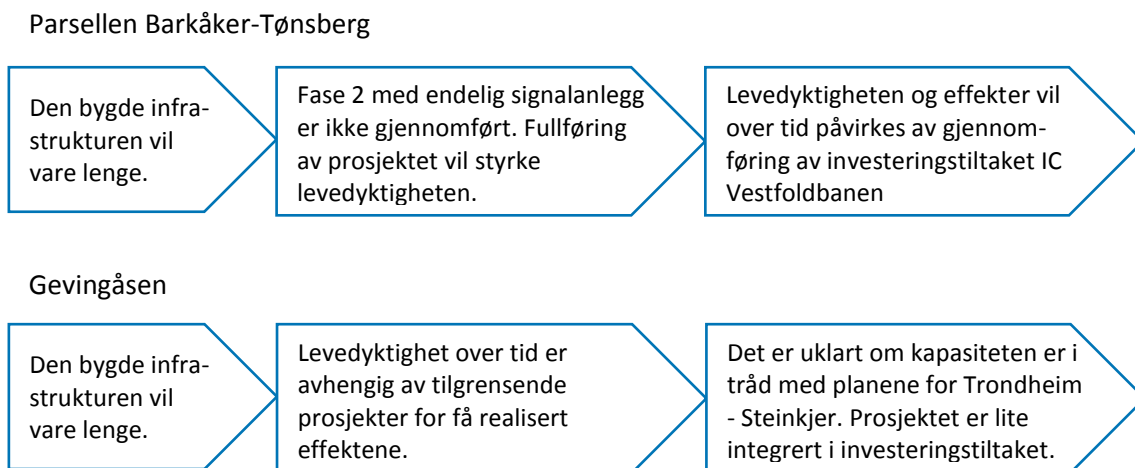 Parsellen Barkåker-Tønsberg
Den bygde infra-
strukturen vil
vare lenge.
Fase 2 med endelig signalanlegg
er ikke gjennomført. Fullføring
av prosjektet vil styrke
levedyktigheten.
Levedyktigheten og effekter vil
over tid påvirkes av gjennom-
føring av investeringstiltaket IC
Vestfoldbanen
Gevingåsen
Den bygde infra-
strukturen vil
vare lenge.
Levedyktighet over tid er
avhengig av tilgrensende
prosjekter for få realisert
effektene.
Det er uklart om kapasiteten er i
tråd med planene for Trondheim
- Steinkjer. Prosjektet er lite
integrert i investeringstiltaket.